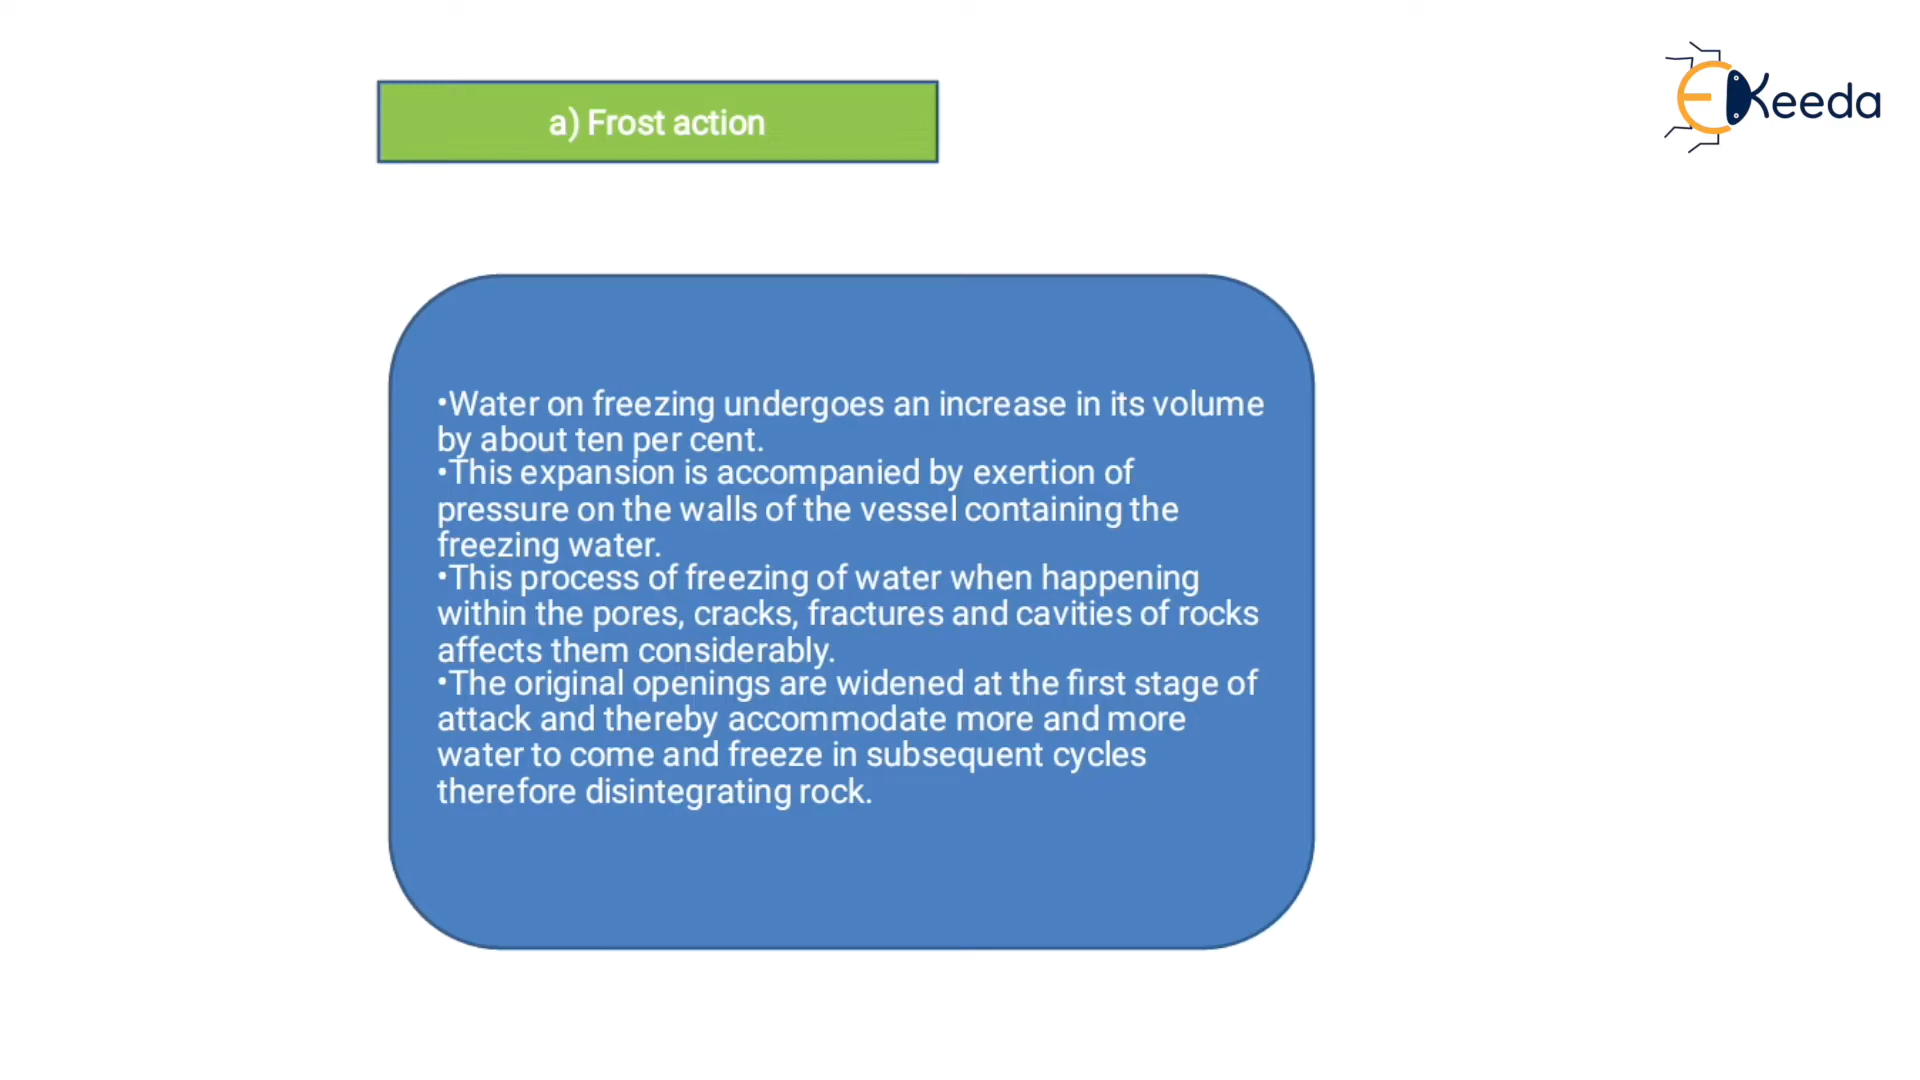 a) Frost action
EKeeda
•Water on freezing undergoes an increase in its volume
by about ten per cent.
•This expansion is accompanied by exertion of
pressure on the walls of the vessel containing the
freezing water.
•This process of freezing of water when happening
within the pores, cracks, fractures and cavities of rocks
affects them considerably.
•The original openings are widened at the first stage of
attack and thereby accommodate more and more
water to come and freeze in subsequent cycles
therefore disintegrating rock.